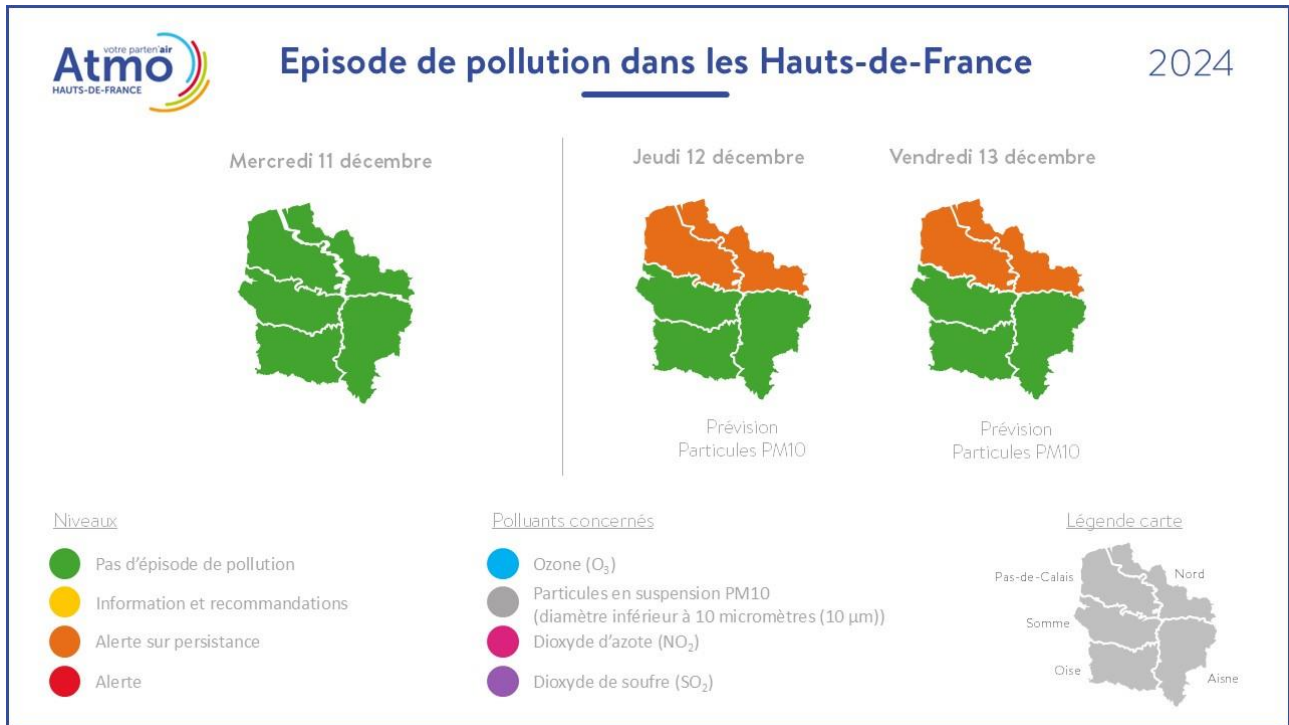 votre parten'air
Atmo
HAUTS-DE-FRANCE
Episode de pollution dans les Hauts-de-France
2024
Mercredi 11 décembre
Jeudi 12 décembre
Vendredi 13 décembre
Prévision
Particules PM10
Prévision
Particules PM10
Niveaux
Pas d'épisode de pollution
Information et recommandations
Alerte sur persistance
Alerte
Polluants concernés
Ozone (O₃)
Particules en suspension PM10
(diamètre inférieur à 10 micromètres (10 µm))
Dioxyde d'azote (NO₂)
Dioxyde de soufre (SO₂)
Légende carte
Pas-de-Calais
Nord
Somme
Oise
Aisne